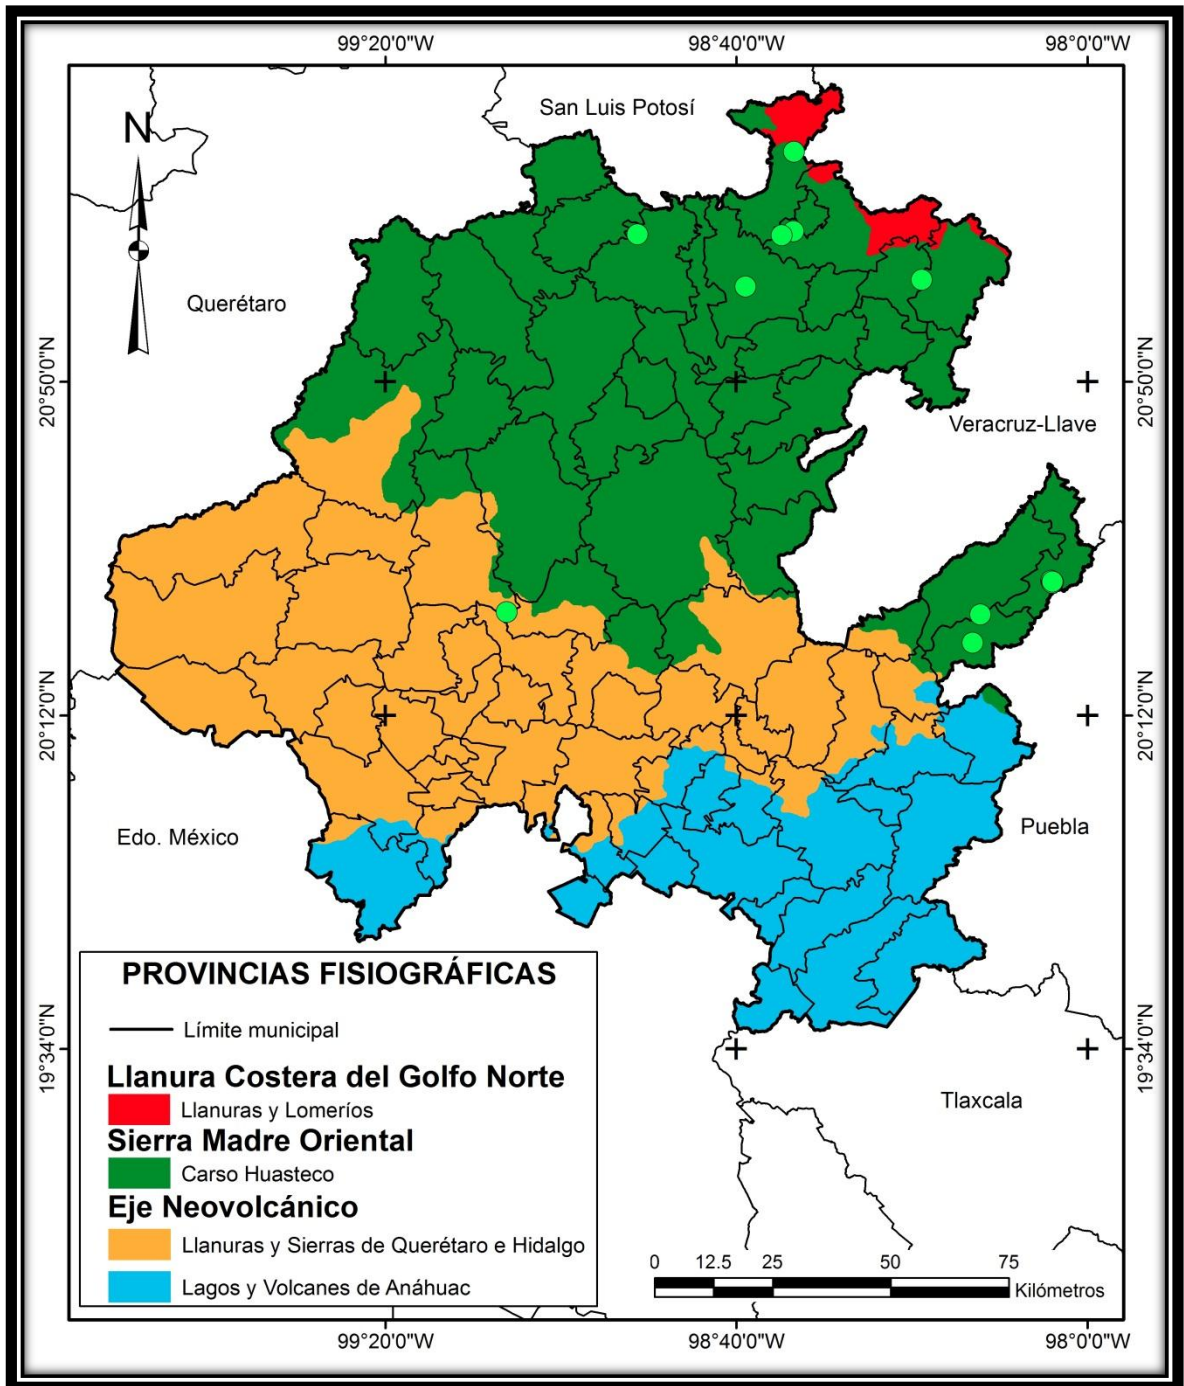 99°20'0"W 98°40'0"W 98°0'0"W
San Luis Potosí
N
Querétaro
20°50'0"N 20°50'0"N
Veracruz-Llave
20°12'0"N 20°12'0"N
Edo. México
Puebla
PROVINCIAS FISIOGRÁFICAS
Límite municipal
19°34'0"N 19°34'0"N
Llanura Costera del Golfo Norte
Llanuras y Lomeríos
Tlaxcala
Sierra Madre Oriental
Carso Huasteco
Eje Neovolcánico
Llanuras y Sierras de Querétaro e Hidalgo
Lagos y Volcanes de Anáhuac
0 12.5 25 50 75
Kilómetros
99°20'0"W 98°40'0"W 98°0'0"W